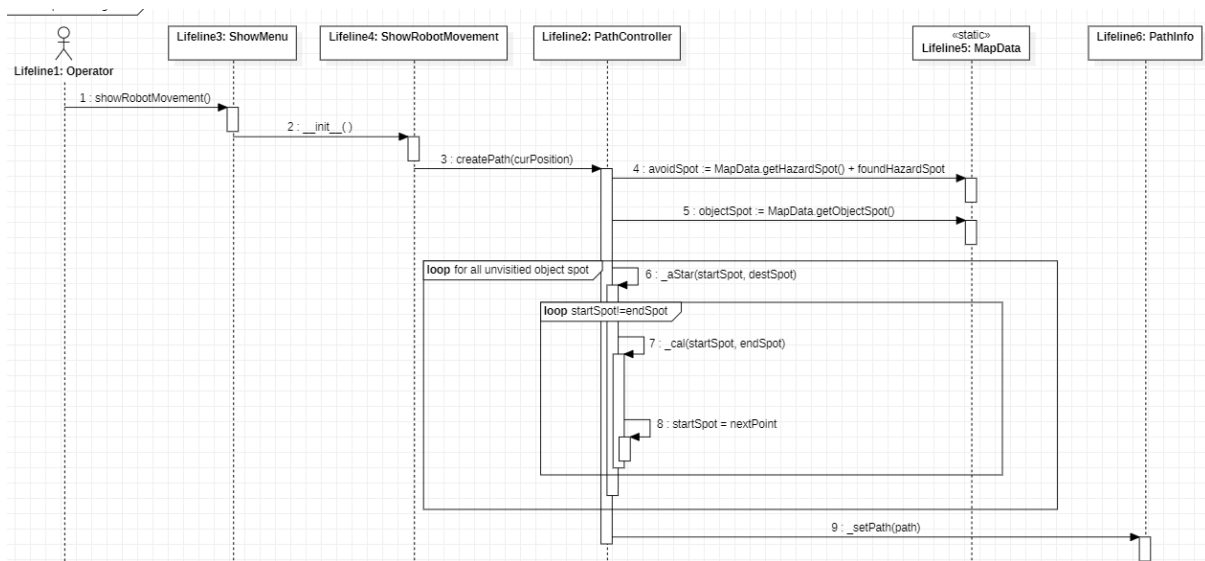 Lifeline1: Operator
Lifeline3: ShowMenu
Lifeline4: ShowRobotMovement
Lifeline2: PathController
«static»
Lifeline5: MapData
Lifeline6: PathInfo
1 : showRobotMovement()
2 : __init__( )
3 : createPath(curPosition)
4 : avoidSpot := MapData.getHazardSpot() + foundHazardSpot
5 : objectSpot := MapData.getObjectSpot()
loop for all unvisitied object spot
6 : _aStar(startSpot, destSpot)
loop startSpot!=endSpot
7 : _cal(startSpot, endSpot)
8 : startSpot = nextPoint
9 : _setPath(path)